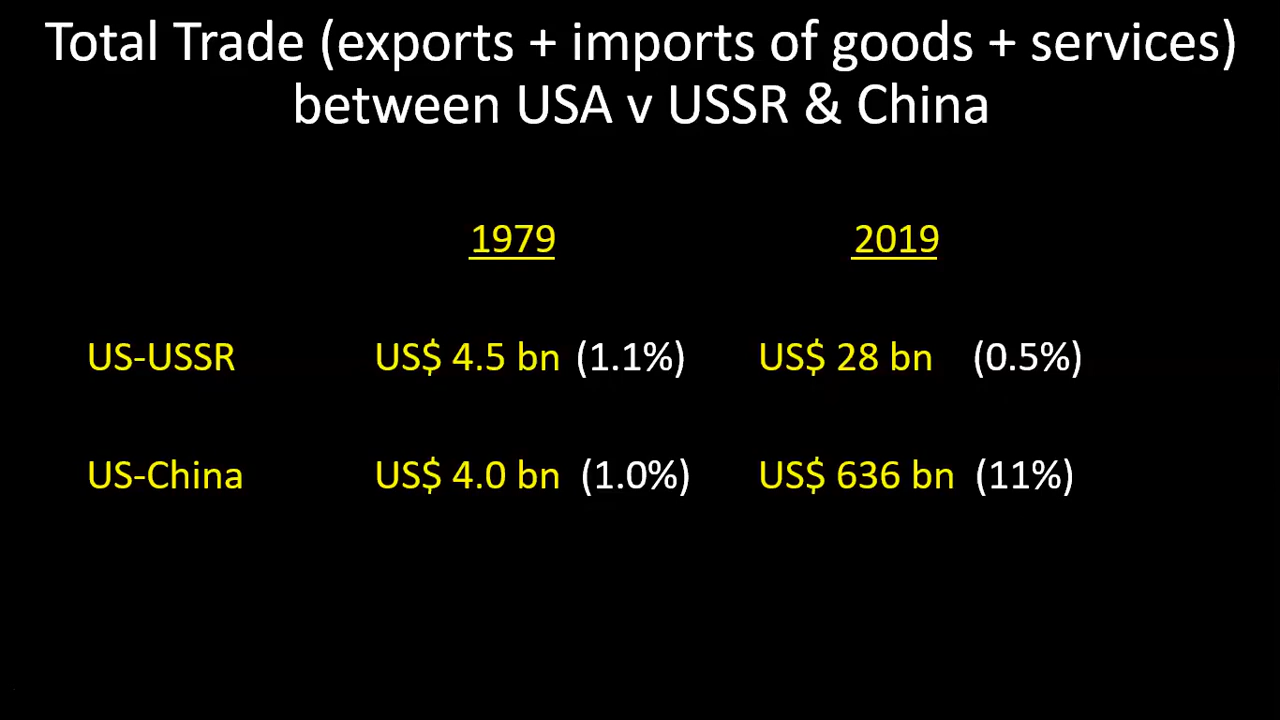 Total Trade (exports + imports of goods + services)
between USA v USSR & China
1979 2019
US-USSR US$ 4.5 bn (1.1%) US$ 28 bn (0.5%)
US-China US$ 4.0 bn (1.0%) US$ 636 bn (11%)